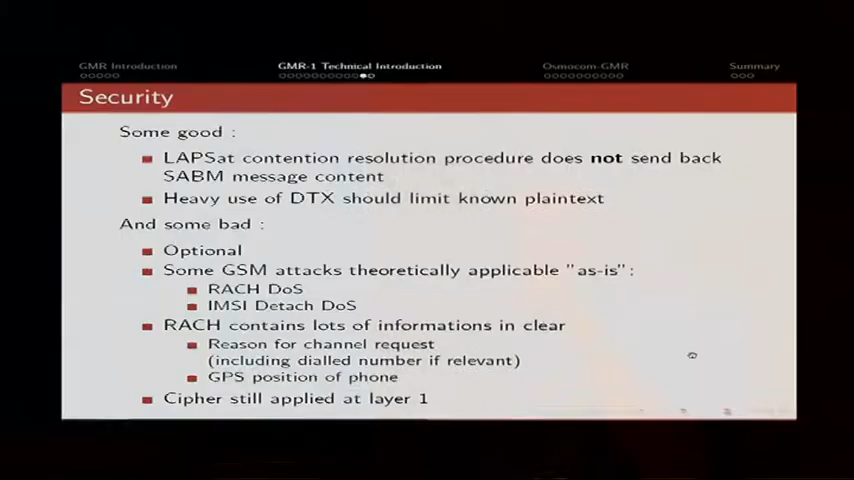 GMR Introduction
GMR-1 Technical Introduction
Osmocom-GMR
Summary
Security
Some good :
LAPSat contention resolution procedure does not send back
SABM message content
Heavy use of DTX should limit known plaintext
And some bad :
Optional
Some GSM attacks theoretically applicable "as-is":
RACH DoS
IMSI Detach DoS
RACH contains lots of informations in clear
Reason for channel request
(including dialled number if relevant)
GPS position of phone
Cipher still applied at layer 1